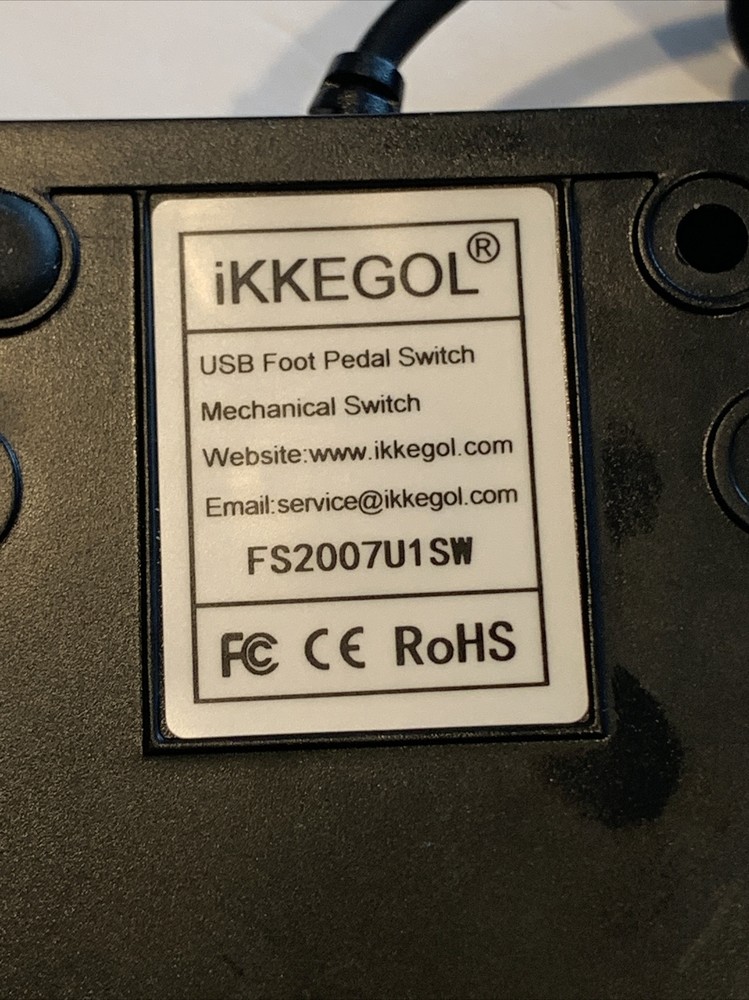 iKKEGOL®
USB Foot Pedal Switch
Mechanical Switch
Website:www.ikkegol.com
Email:service@ikkegol.com
FS2007U1SW
FC CE RoHS